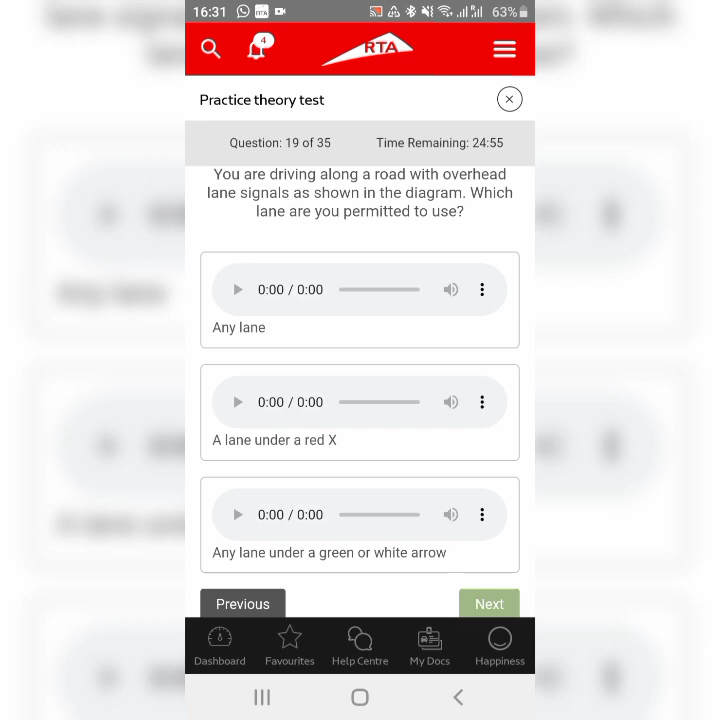 16:31
63%
4
RTA
Practice theory test
Question: 19 of 35
Time Remaining: 24:55
You are driving along a road with overhead
lane signals as shown in the diagram. Which
lane are you permitted to use?
0:00 / 0:00
Any lane
0:00 / 0:00
A lane under a red X
0:00 / 0:00
Any lane under a green or white arrow
Previous
Next
Dashboard
Favourites
Help Centre
My Docs
Happiness